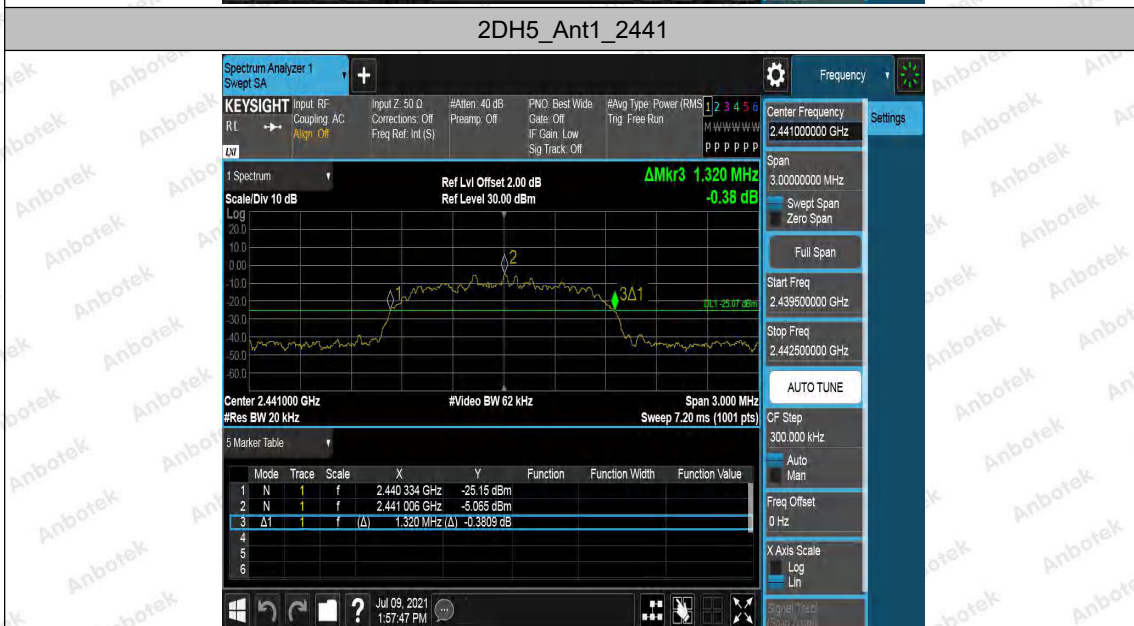 2DH5_Ant1_2441
Spectrum Analyzer 1
Swept SA
+
Frequency
KEYSIGHT
RL
LXI
Input: RF
Coupling: AC
Align: Off
Input Z: 50 Ω
Corrections: Off
Freq Ref: Int (S)
#Atten: 40 dB
Preamp: Off
PNO: Best Wide
Gate: Off
IF Gain: Low
Sig Track: Off
#Avg Type: Power (RMS
Trig: Free Run
1 2 3 4 5 6
M W W W W W
P P P P P P
1 Spectrum
Scale/Div 10 dB
Ref Lvl Offset 2.00 dB
Ref Level 30.00 dBm
ΔMkr3 1.320 MHz
-0.38 dB
Log
20.0
10.0
0.00
-10.0
-20.0
-30.0
-40.0
-50.0
-60.0
1
2
3Δ1
DL1 -25.07 dBm
Center 2.441000 GHz
#Res BW 20 kHz
#Video BW 62 kHz
Span 3.000 MHz
Sweep 7.20 ms (1001 pts)
5 Marker Table
Mode Trace Scale X Y Function Function Width Function Value
1 N 1 f 2.440 334 GHz -25.15 dBm
2 N 1 f 2.441 006 GHz -5.065 dBm
3 Δ1 1 f (Δ) 1.320 MHz (Δ) -0.3809 dB
4
5
6
Jul 09, 2021
1:57:47 PM
Center Frequency
2.441000000 GHz
Settings
Span
3.00000000 MHz
Swept Span
Zero Span
Full Span
Start Freq
2.439500000 GHz
Stop Freq
2.442500000 GHz
AUTO TUNE
CF Step
300.000 kHz
Auto
Man
Freq Offset
0 Hz
X Axis Scale
Log
Lin
Signal Track
(Span Zoom)
Anbotek